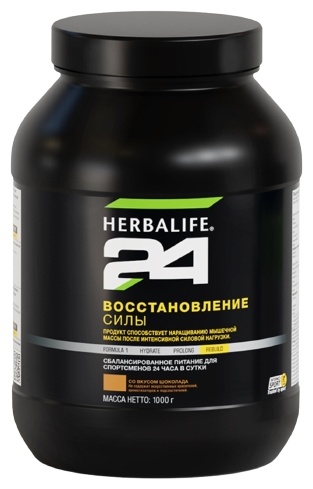 HERBALIFE®
24
ВОССТАНОВЛЕНИЕ
СИЛЫ
ПРОДУКТ СПОСОБСТВУЕТ НАРАЩИВАНИЮ МЫШЕЧНОЙ
МАССЫ ПОСЛЕ ИНТЕНСИВНОЙ СИЛОВОЙ НАГРУЗКИ.
FORMULA 1 HYDRATE PROLONG REBUILD
СБАЛАНСИРОВАННОЕ ПИТАНИЕ ДЛЯ
СПОРТСМЕНОВ 24 ЧАСА В СУТКИ
СО ВКУСОМ ШОКОЛАДА
МАССА НЕТТО: 1000 г